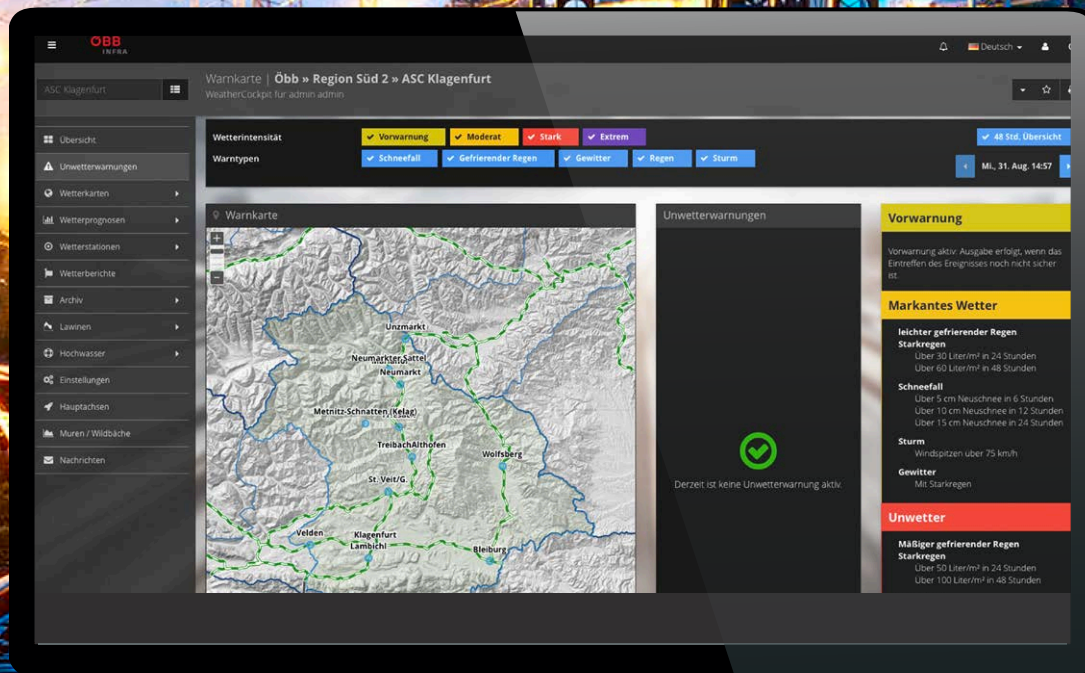 ÖBB
INFRA
Deutsch
ASC Klagenfurt
Warnkarte | Öbb » Region Süd 2 » ASC Klagenfurt
WeatherCockpit für admin admin
Übersicht
Unwetterwarnungen
Wetterkarten
Wetterprognosen
Wetterstationen
Wetterberichte
Archiv
Lawinen
Hochwasser
Einstellungen
Hauptachsen
Muren / Wildbäche
Nachrichten
Wetterintensität
Vorwarnung
Moderat
Stark
Extrem
48 Std. Übersicht
Warntypen
Schneefall
Gefrierender Regen
Gewitter
Regen
Sturm
Mi., 31. Aug. 14:57
Warnkarte
Unzmarkt
Neumarkter Sattel
Neumarkt
Metnitz-Schnatten (Kelag)
TreibachAlthofen
Wolfsberg
St. Veit/G.
Velden
Klagenfurt
Lambichl
Bleiburg
Unwetterwarnungen
Derzeit ist keine Unwetterwarnung aktiv.
Vorwarnung
Vorwarnung aktiv: Ausgabe erfolgt, wenn das
Eintreffen des Ereignisses noch nicht sicher
ist.
Markantes Wetter
leichter gefrierender Regen
Starkregen
Über 30 Liter/m² in 24 Stunden
Über 60 Liter/m² in 48 Stunden
Schneefall
Über 5 cm Neuschnee in 6 Stunden
Über 10 cm Neuschnee in 12 Stunden
Über 15 cm Neuschnee in 24 Stunden
Sturm
Windspitzen über 75 km/h
Gewitter
Mit Starkregen
Unwetter
Mäßiger gefrierender Regen
Starkregen
Über 50 Liter/m² in 24 Stunden
Über 100 Liter/m² in 48 Stunden